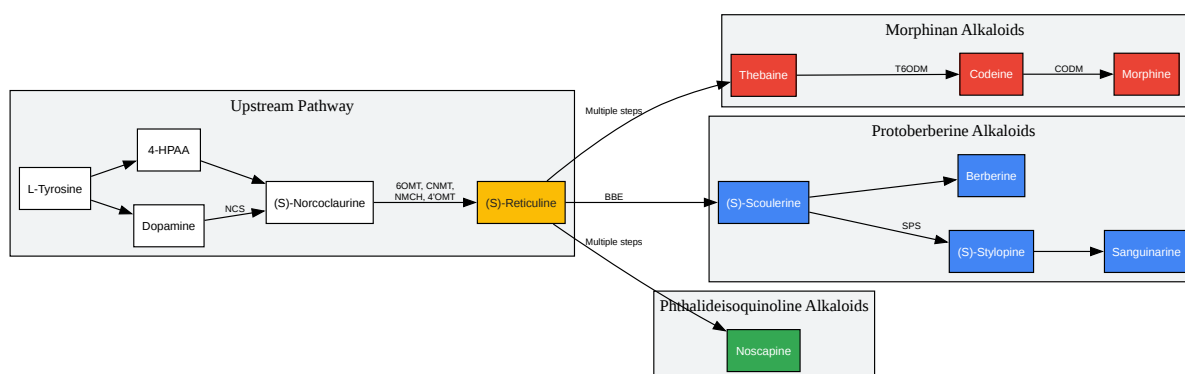 Upstream Pathway
L-Tyrosine
4-HPAA
Dopamine
NCS
(S)-Norcoclaurine
6OMT, CNMT,
NMCH, 4'OMT
(S)-Reticuline
Multiple steps
BBE
Multiple steps
Morphinan Alkaloids
Thebaine
T6ODM
Codeine
CODM
Morphine
Protoberberine Alkaloids
(S)-Scoulerine
Berberine
SPS
(S)-Stylopine
Sanguinarine
Phthalideisoquinoline Alkaloids
Noscapine